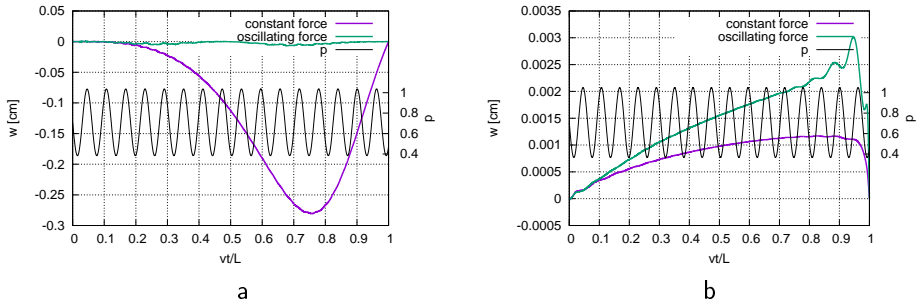 constant force
oscillating force
p
0.05
0
-0.05
-0.1
-0.15
-0.2
-0.25
-0.3
w [cm]
1
0.8
0.6
0.4
p
0 0.1 0.2 0.3 0.4 0.5 0.6 0.7 0.8 0.9 1
vt/L
a
constant force
oscillating force
p
0.0035
0.003
0.0025
0.002
0.0015
0.001
0.0005
0
-0.0005
w [cm]
1
0.8
0.6
0.4
p
0 0.1 0.2 0.3 0.4 0.5 0.6 0.7 0.8 0.9 1
vt/L
b